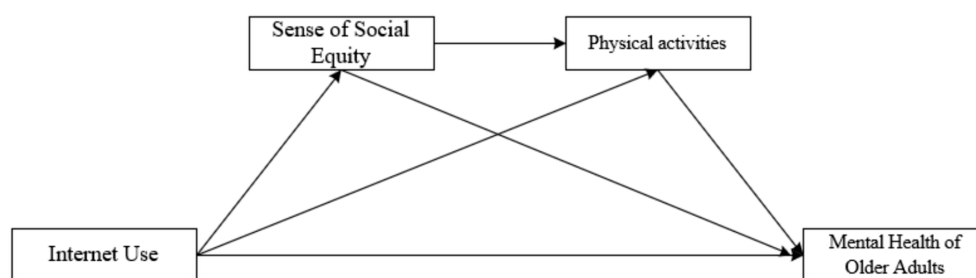 Sense of Social
Equity
Physical activities
Internet Use
Mental Health of
Older Adults